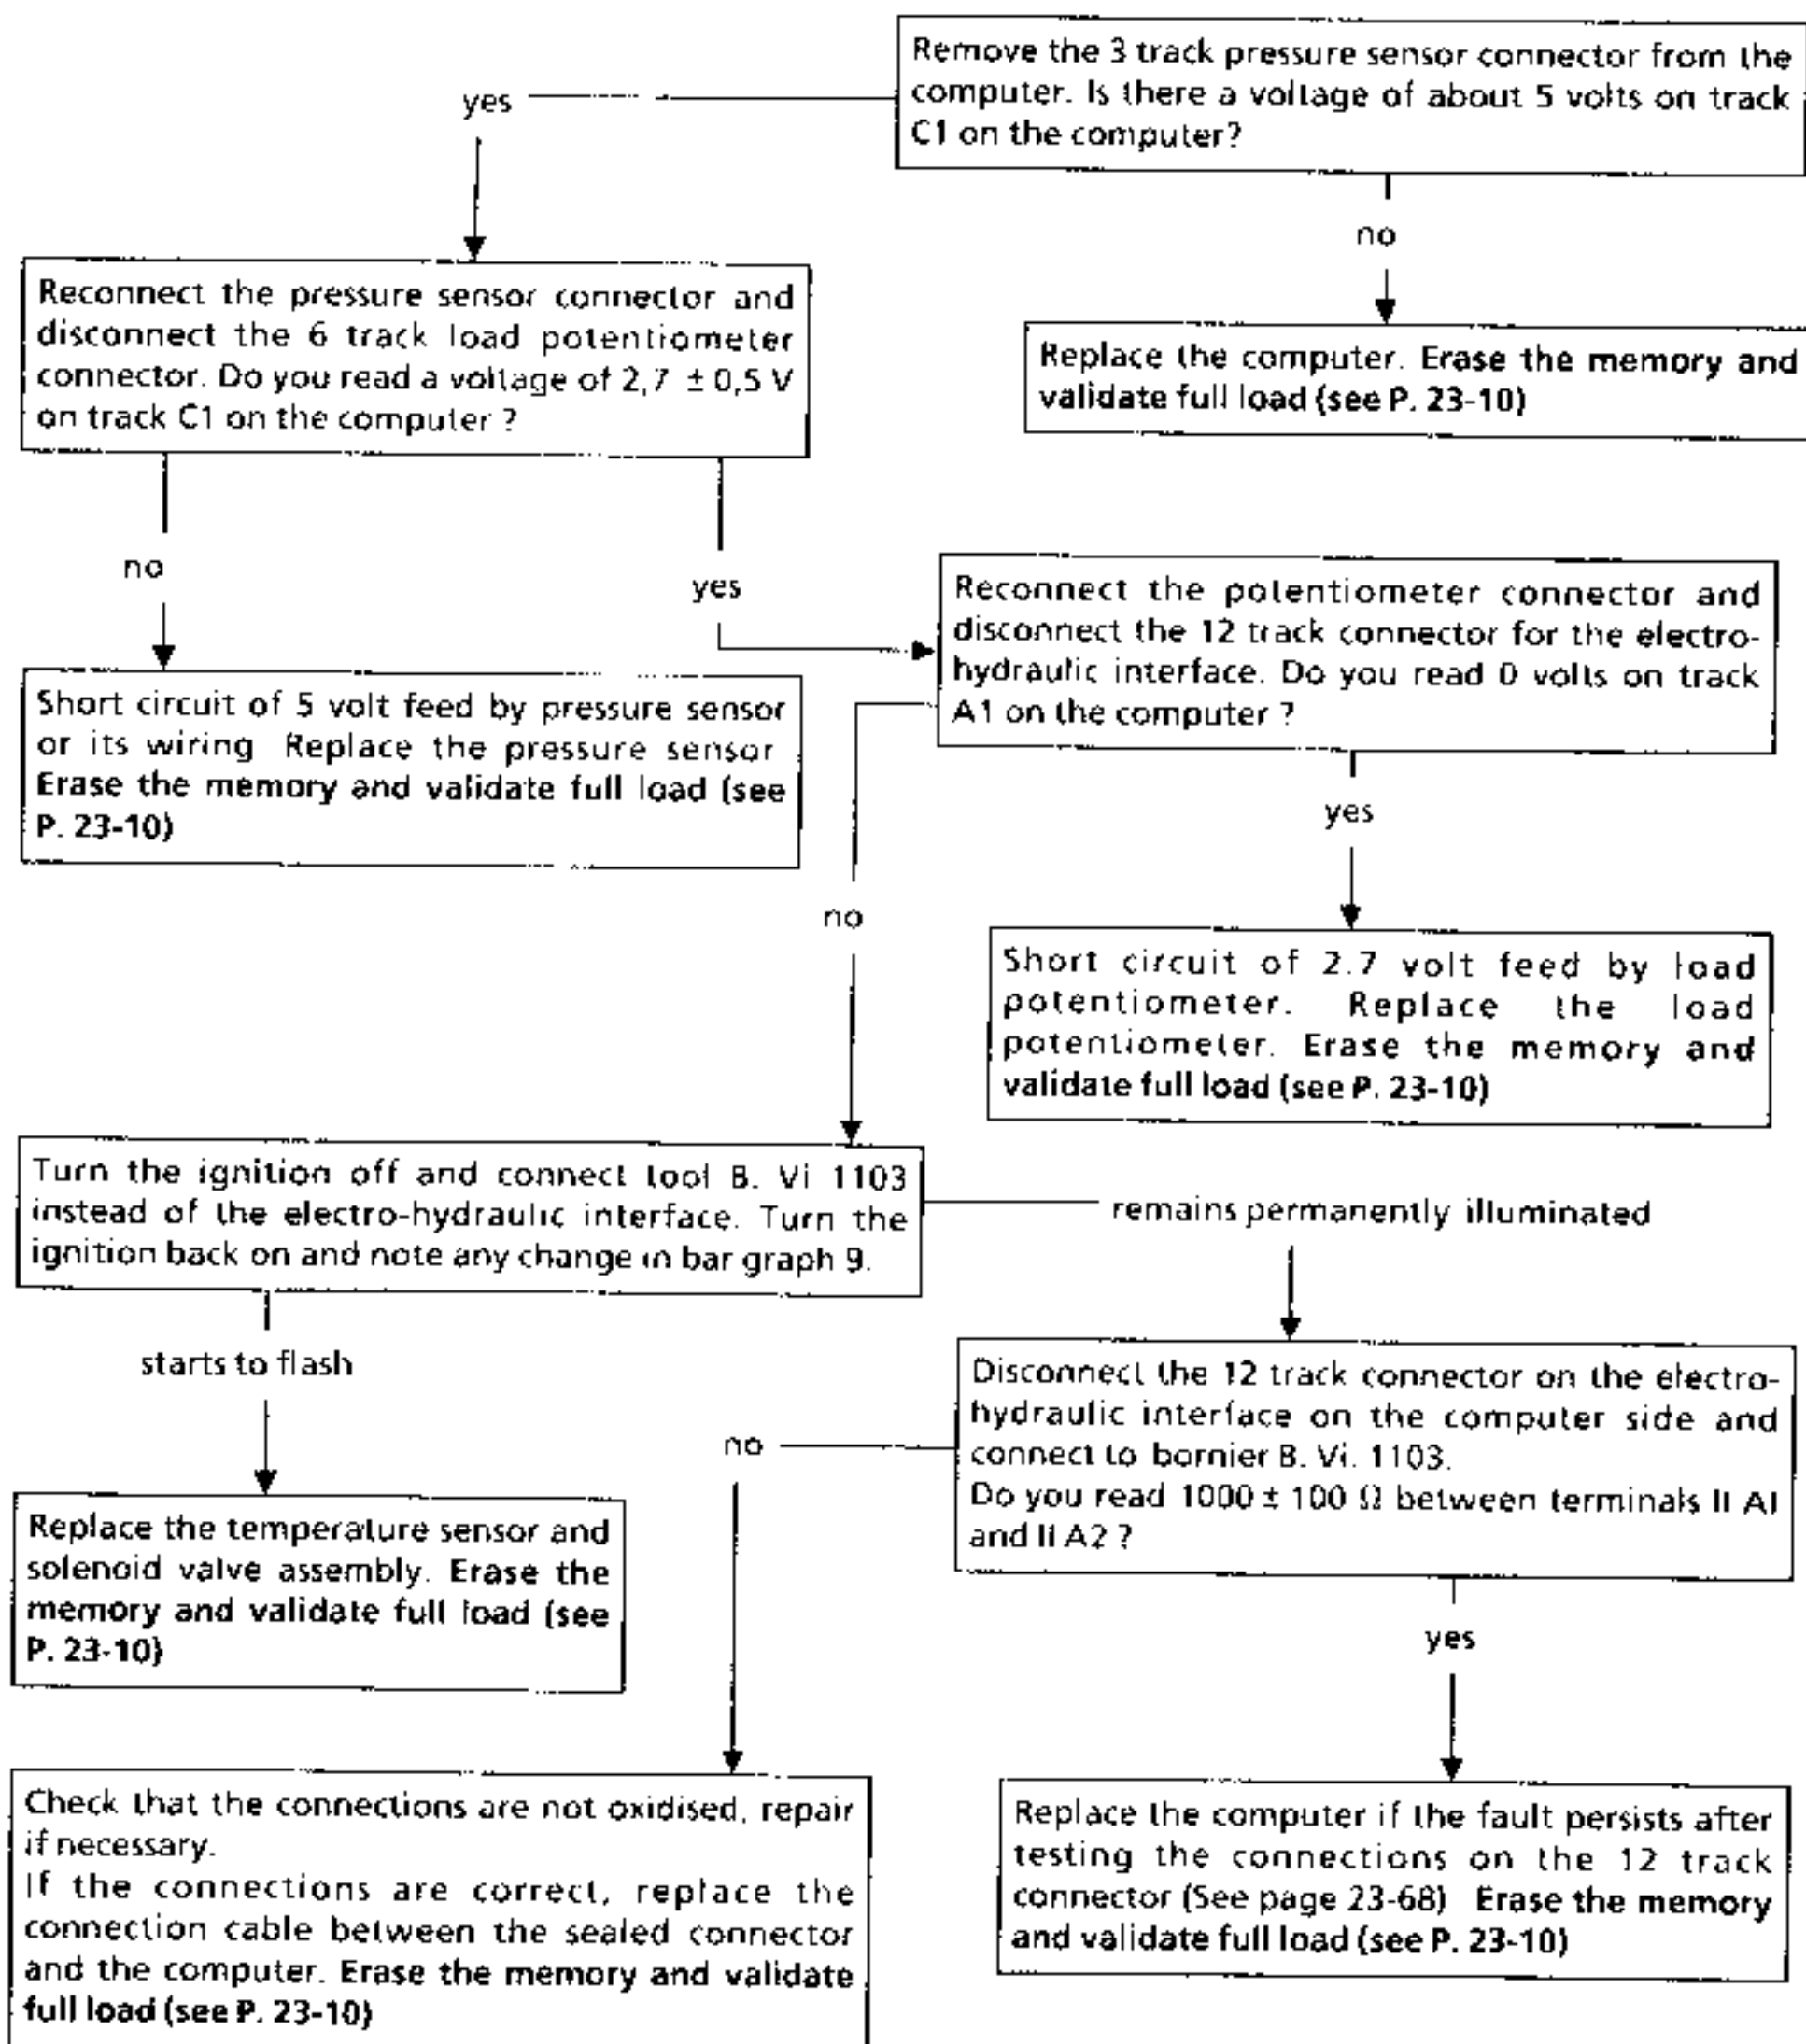 Remove the 3 track pressure sensor connector from the
computer. Is there a voltage of about 5 volts on track
C1 on the computer?
yes
no
Reconnect the pressure sensor connector and
disconnect the 6 track load potentiometer
connector. Do you read a voltage of 2,7 ± 0,5 V
on track C1 on the computer ?
Replace the computer. Erase the memory and
validate full load (see P. 23-10)
no
yes
Reconnect the potentiometer connector and
disconnect the 12 track connector for the electro-
hydraulic interface. Do you read 0 volts on track
A1 on the computer ?
Short circuit of 5 volt feed by pressure sensor
or its wiring Replace the pressure sensor
Erase the memory and validate full load (see
P. 23-10)
yes
no
Short circuit of 2.7 volt feed by load
potentiometer. Replace the load
potentiometer. Erase the memory and
validate full load (see P. 23-10)
Turn the ignition off and connect tool B. Vi 1103
instead of the electro-hydraulic interface. Turn the
ignition back on and note any change in bar graph 9.
remains permanently illuminated
starts to flash
Disconnect the 12 track connector on the electro-
hydraulic interface on the computer side and
connect to bornier B. Vi. 1103.
Do you read 1000 ± 100 Ω between terminals II AI
and II A2 ?
no
Replace the temperature sensor and
solenoid valve assembly. Erase the
memory and validate full load (see
P. 23-10)
yes
Check that the connections are not oxidised, repair
if necessary.
If the connections are correct, replace the
connection cable between the sealed connector
and the computer. Erase the memory and validate
full load (see P. 23-10)
Replace the computer if the fault persists after
testing the connections on the 12 track
connector (See page 23-68) Erase the memory
and validate full load (see P. 23-10)